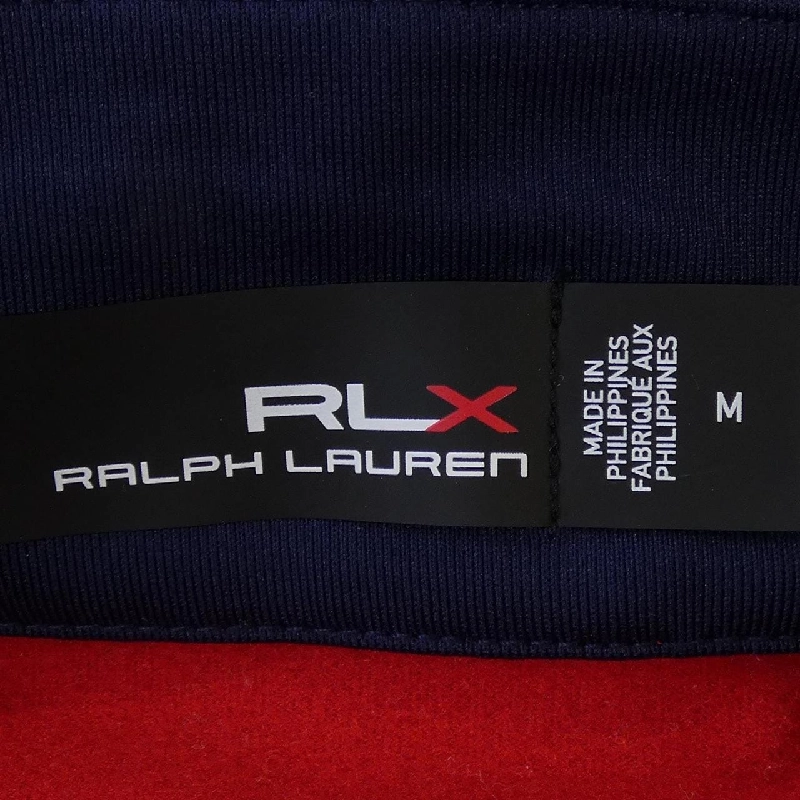 RLX
RALPH LAUREN
MADE IN
PHILIPPINES
FABRIQUÉ AUX
PHILIPPINES
M